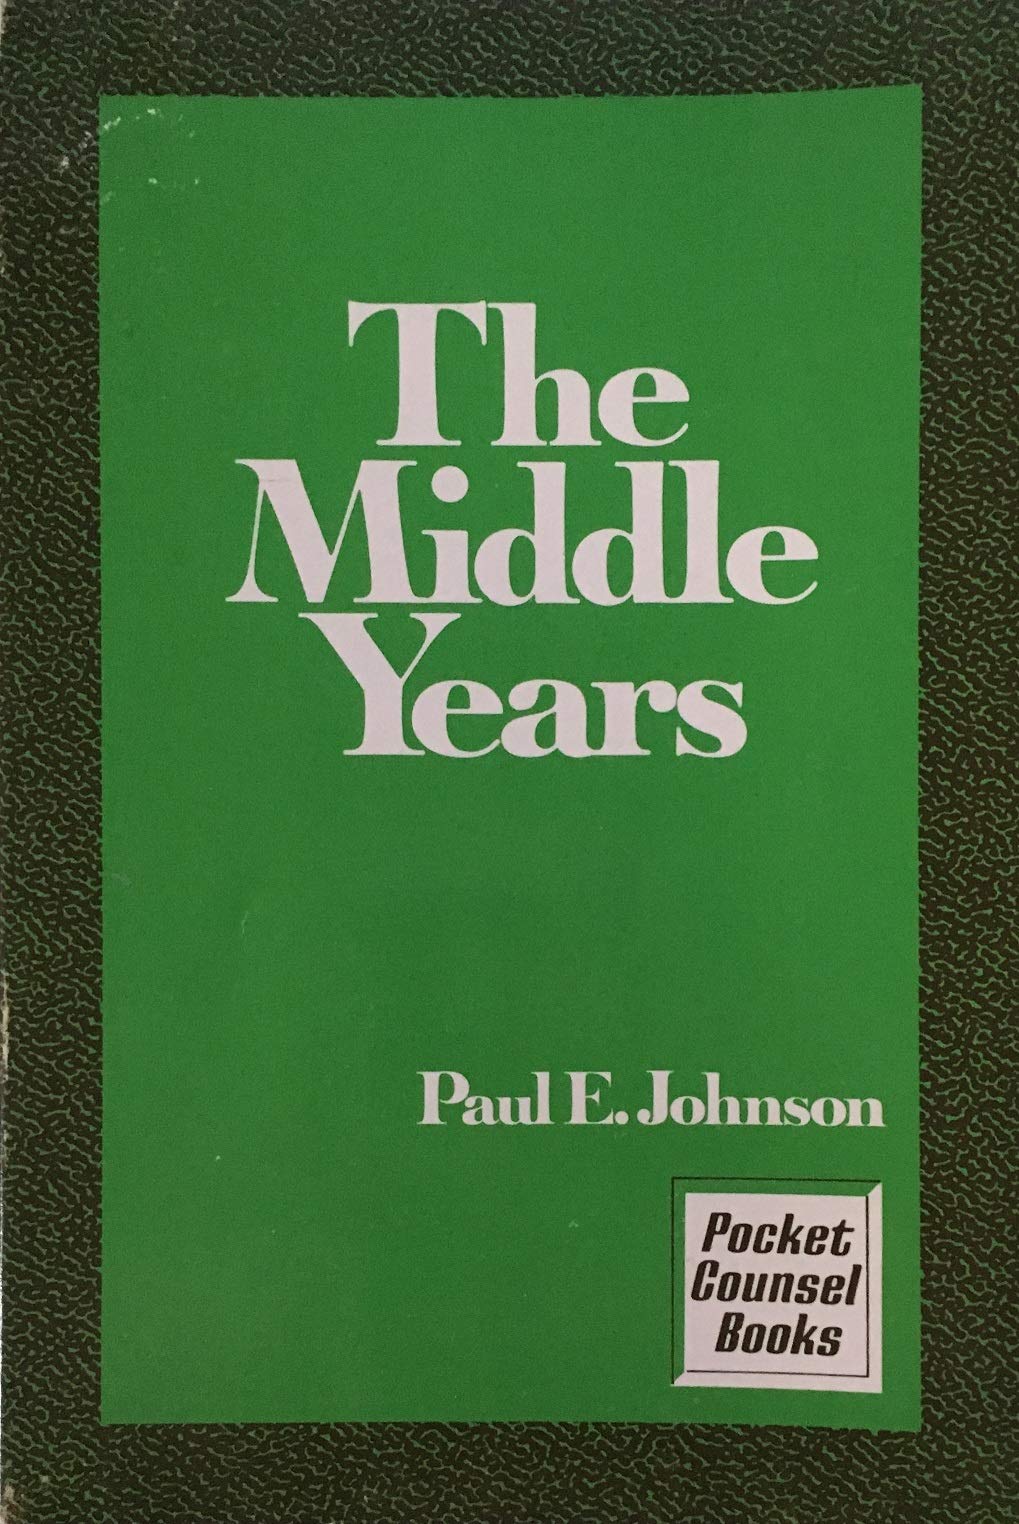 The
Middle
Years
Paul E. Johnson
Pocket
Counsel
Books